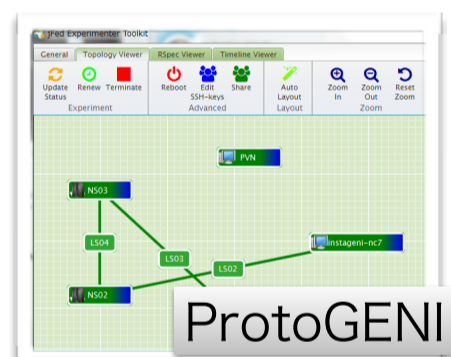 jFed Experimenter Toolkit
General Topology Viewer RSpec Viewer Timeline Viewer
Update Status Renew Terminate Reboot Edit SSH-keys Share Auto Layout Zoom In Zoom Out Reset Zoom
Experiment Advanced Layout Zoom
PVN
NS03
LS04
instageni-nc7
LS03
LS02
NS02
ProtoGENI